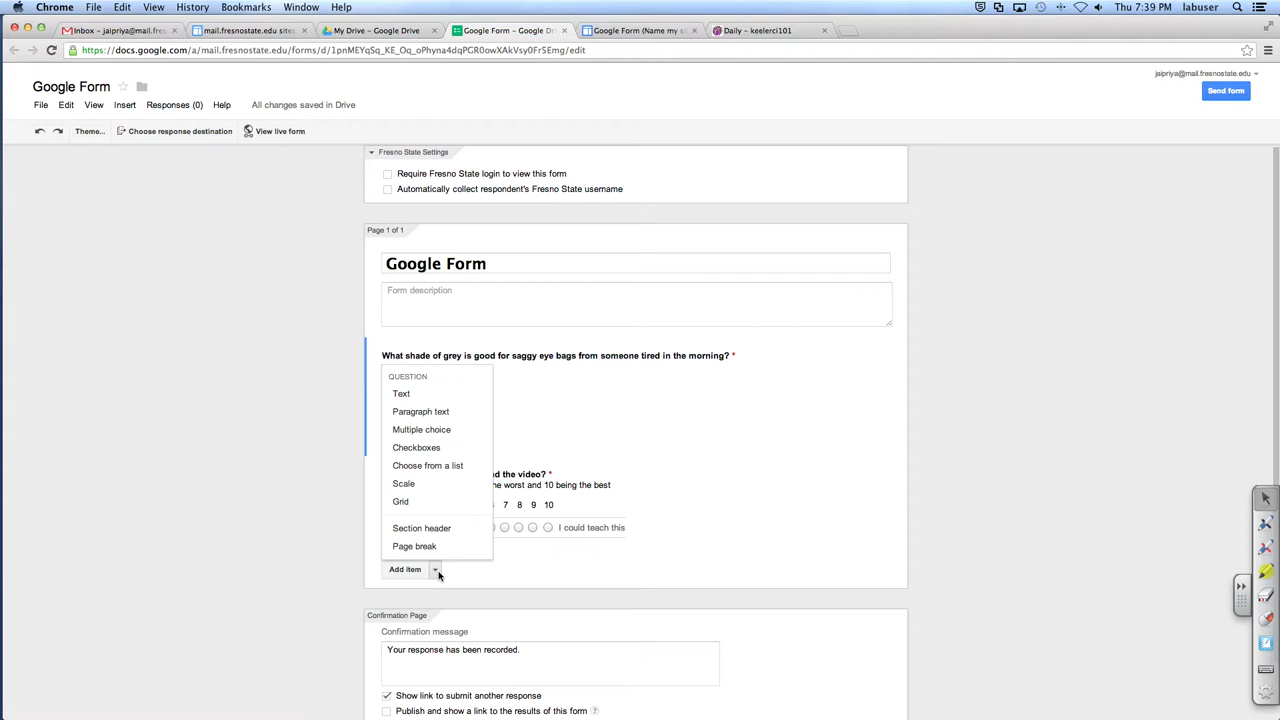 Chrome File Edit View History Bookmarks Window Help Thu 7:39 PM labuser
Inbox – jaipriya@mail.fresn mail.fresnostate.edu sites My Drive – Google Drive Google Form – Google Dri Google Form (Name my si Daily – keelerci101
https://docs.google.com/a/mail.fresnostate.edu/forms/d/1pnMEYqSq_KE_Oq_oPhyna4dqPGR0owXAkVsy0Fr5Emg/edit
Google Form
jaipriya@mail.fresnostate.edu
Send form
File Edit View Insert Responses (0) Help All changes saved in Drive
Theme... Choose response destination View live form
Fresno State Settings
Require Fresno State login to view this form
Automatically collect respondent's Fresno State username
Page 1 of 1
Google Form
Form description
What shade of grey is good for saggy eye bags from someone tired in the morning? *
QUESTION
Text
Paragraph text
Multiple choice
Checkboxes
Choose from a list
Scale
Grid
Section header
Page break
nd the video? *
he worst and 10 being the best
7 8 9 10
I could teach this
Add item
Confirmation Page
Confirmation message
Your response has been recorded.
Show link to submit another response
Publish and show a link to the results of this form ?